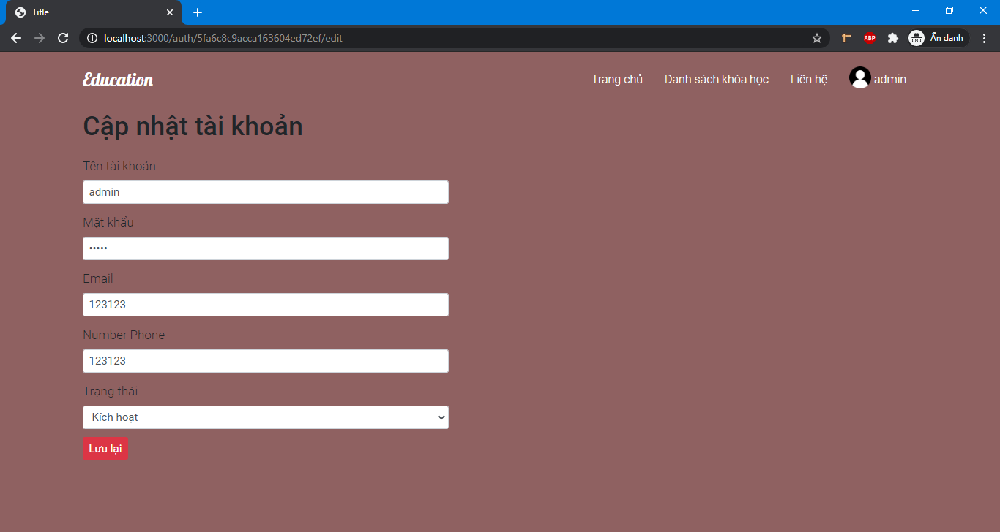 Title
localhost:3000/auth/5fa6c8c9acca163604ed72ef/edit
ABP
Ẩn danh
Education
Trang chủ
Danh sách khóa học
Liên hệ
admin
Cập nhật tài khoản
Tên tài khoản
admin
Mật khẩu
•••••
Email
123123
Number Phone
123123
Trạng thái
Kích hoạt
Lưu lại